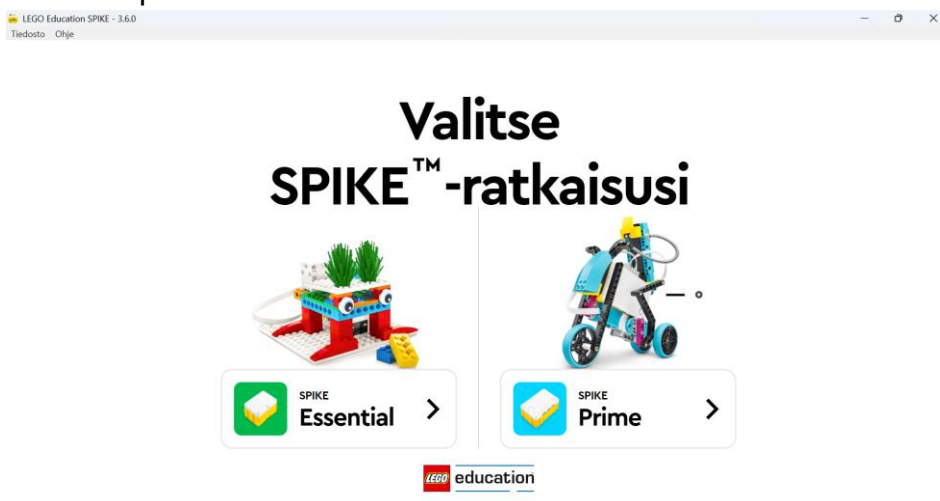 LEGO Education SPIKE - 3.6.0
Tiedosto Ohje
Valitse
SPIKE™-ratkaisusi
SPIKE
Essential
SPIKE
Prime
LEGO education